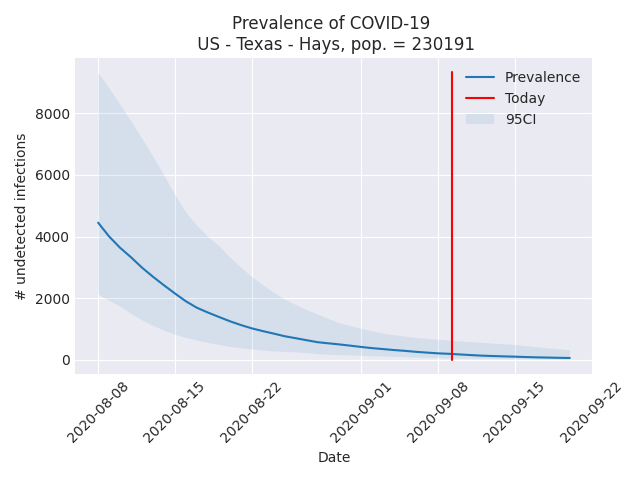 Prevalence of COVID-19
US - Texas - Hays, pop. = 230191
Prevalence
Today
95CI
# undetected infections
8000
6000
4000
2000
0
2020-08-08
2020-08-15
2020-08-22
2020-09-01
2020-09-08
2020-09-15
2020-09-22
Date